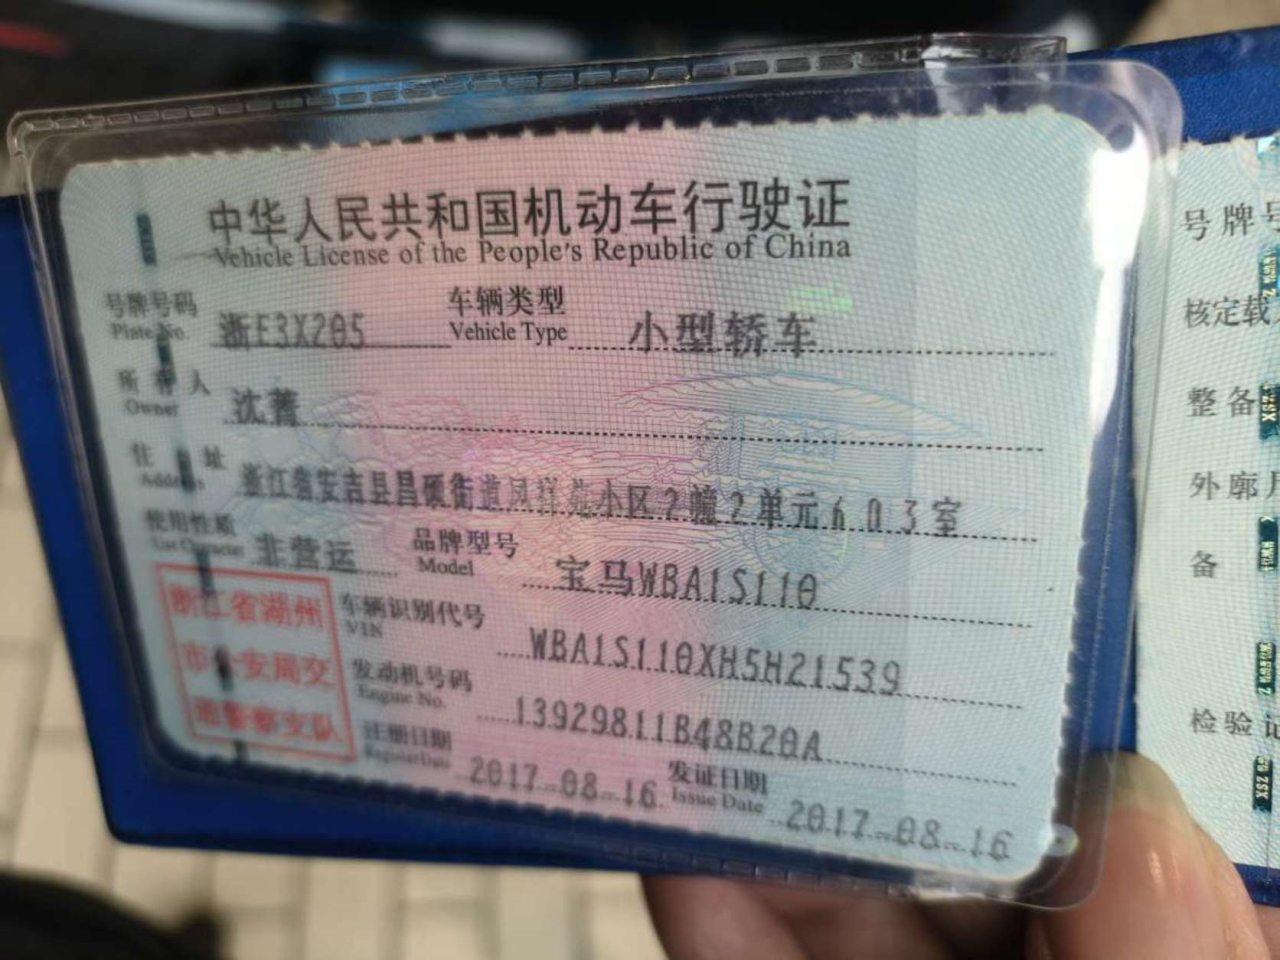 中华人民共和国机动车行驶证
Vehicle License of the People's Republic of China
号牌号码 浙E3X205 车辆类型 小型轿车
Plate No. Vehicle Type
所有人 沈菁
Owner
住址 浙江省安吉县昌硕街道凤祥苑小区2幢2单元603室
Address
使用性质 非营运 品牌型号 宝马WBA1S110
Use Character Model
浙江省湖州
市公安局交
通警察支队
车辆识别代号 WBA1S110XH5H21539
VIN
发动机号码 13929811B48B20A
Engine No.
注册日期 2017-08-16 发证日期 2017-08-16
Register Date Issue Date
号牌号
核定载
整备
外廓
备
检验记